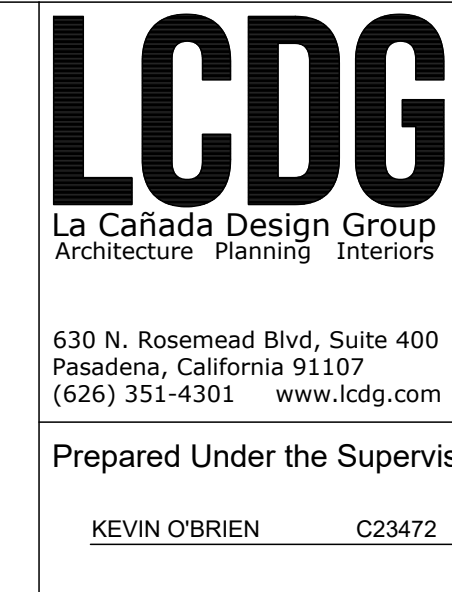 LCDG
La Cañada Design Group
Architecture Planning Interiors
630 N. Rosemead Blvd, Suite 400
Pasadena, California 91107
(626) 351-4301 www.lcdg.com
Prepared Under the
KEVIN O'BRIEN C23472